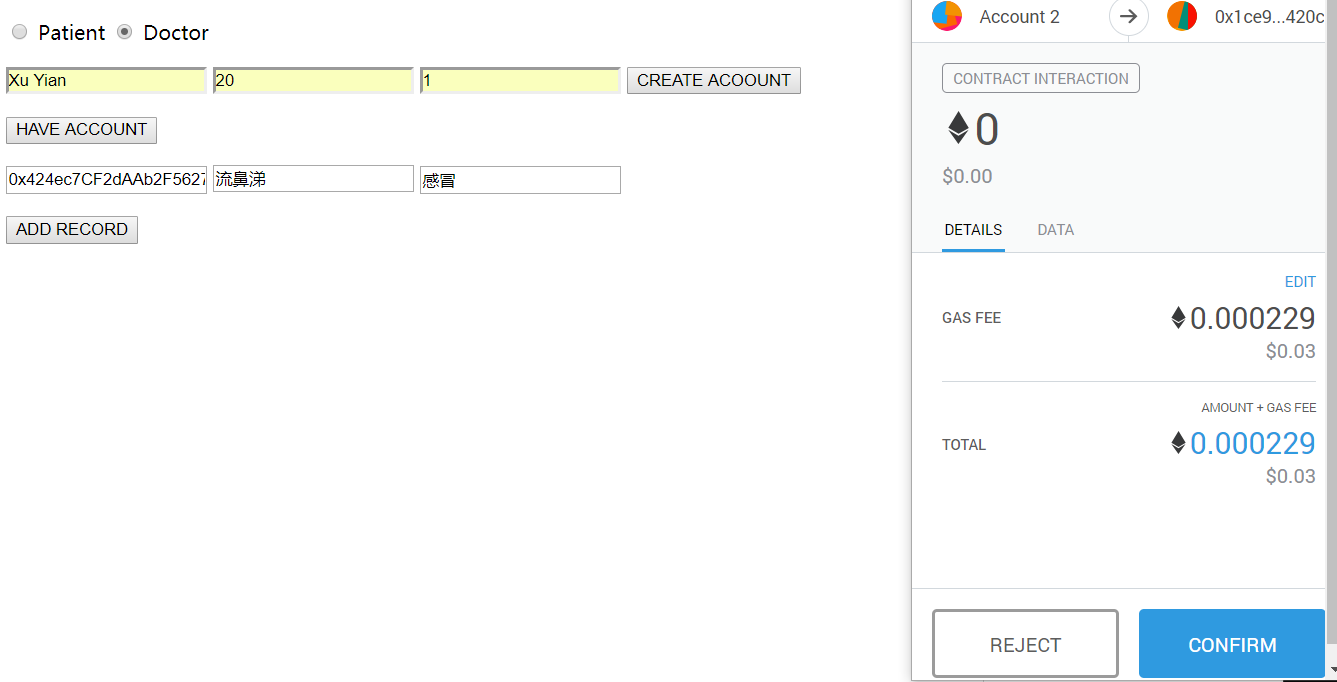 Patient Doctor
Xu Yian 20 1 CREATE ACOOUNT
HAVE ACCOUNT
0x424ec7CF2dAAb2F5627 流鼻涕 感冒
ADD RECORD
Account 2 0x1ce9...420c
CONTRACT INTERACTION
0
$0.00
DETAILS DATA
EDIT
GAS FEE 0.000229
$0.03
AMOUNT + GAS FEE
TOTAL 0.000229
$0.03
REJECT CONFIRM